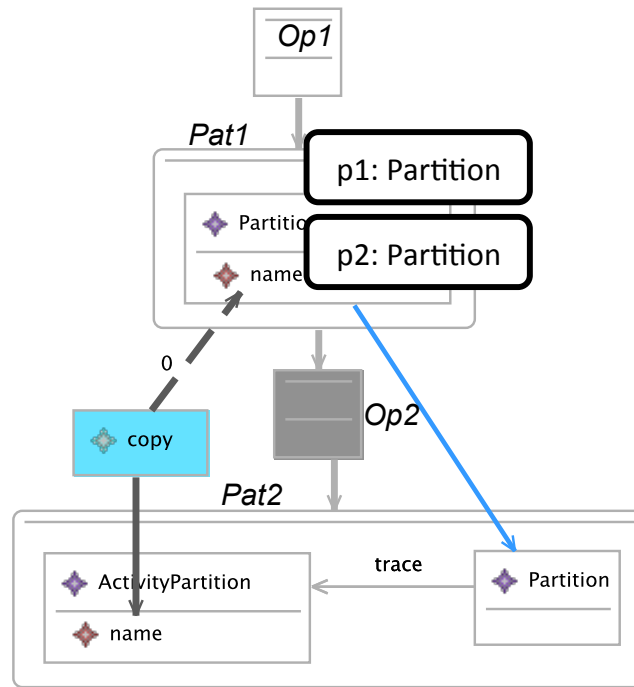 Op1
Pat1
p1: Partition
Partitio
p2: Partition
name
0
copy
Op2
Pat2
trace
ActivityPartition
Partition
name